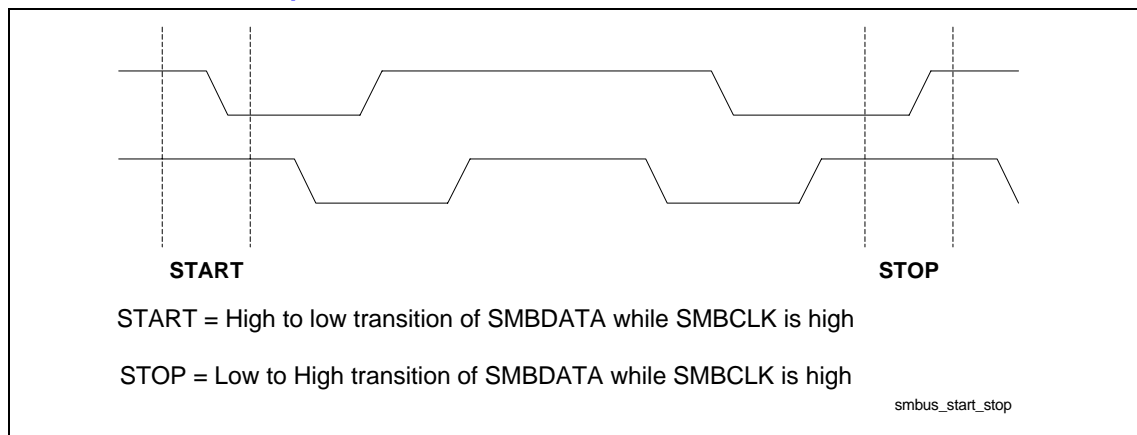 START STOP
START = High to low transition of SMBDATA while SMBCLK is high
STOP = Low to High transition of SMBDATA while SMBCLK is high
smbus_start_stop